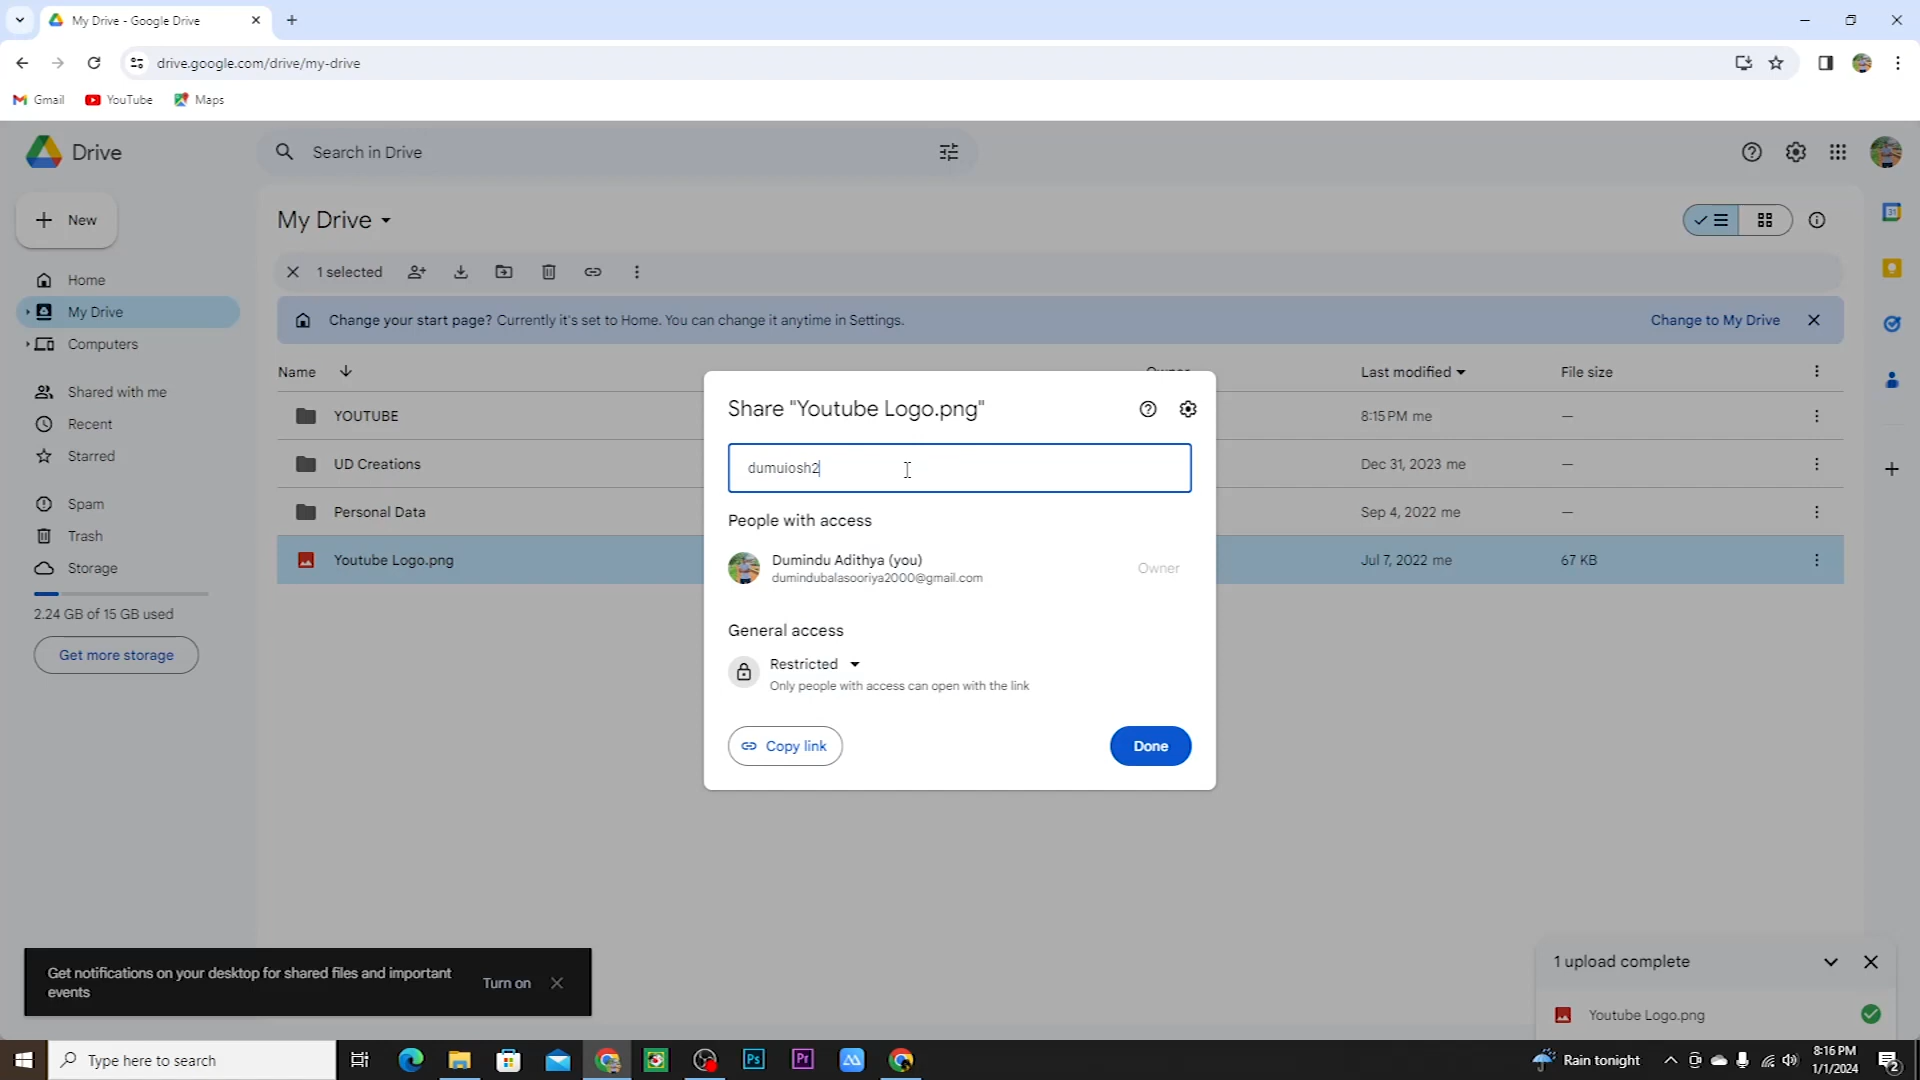 My Drive - Google Drive
drive.google.com/drive/my-drive
Gmail YouTube Maps
Drive
Search in Drive
New
My Drive
1 selected
Home
My Drive
Computers
Shared with me
Recent
Starred
Spam
Trash
Storage
2.24 GB of 15 GB used
Get more storage
Change your start page? Currently it's set to Home. You can change it anytime in Settings.
Change to My Drive
Name Owner Last modified File size
YOUTUBE 8:15 PM me —
UD Creations Dec 31, 2023 me —
Personal Data Sep 4, 2022 me —
Youtube Logo.png Jul 7, 2022 me 67 KB
Share "Youtube Logo.png"
dumuiosh2
People with access
Dumindu Adithya (you)
dumindubalasooriya2000@gmail.com
Owner
General access
Restricted
Only people with access can open with the link
Copy link
Done
31
Get notifications on your desktop for shared files and important
events
Turn on
1 upload complete
Youtube Logo.png
Type here to search
Ps
Pr
Rain tonight
8:16 PM
1/1/2024
2